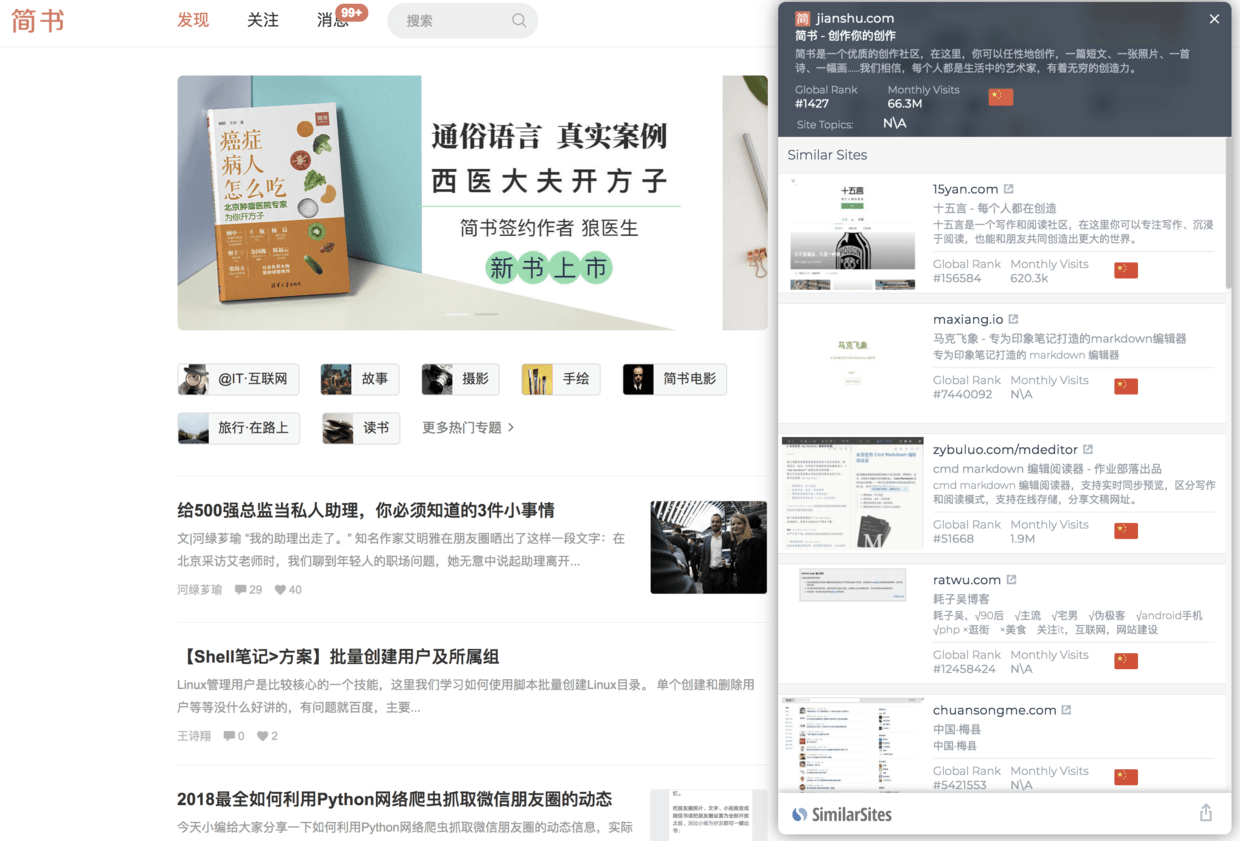 简书
发现
关注
消息
99+
搜索
癌症
病人
怎么吃
北京肿瘤医院专家
为你开方子
清华大学出版社
通俗语言 真实案例
西医大夫开方子
简书签约作者 狼医生
新书上市
@IT·互联网
故事
摄影
手绘
简书电影
旅行·在路上
读书
更多热门专题 >
给500强总监当私人助理，你必须知道的3件小事情
文|河绿芗瑜 “我的助理出走了。” 知名作家艾明雅在朋友圈晒出了这样一段文字：在
北京采访艾老师时，我们聊到年轻人的职场问题，她无意中说起助理离开...
河绿芗瑜 29 40
【Shell笔记>方案】批量创建用户及所属组
Linux管理用户是比较核心的一个技能，这里我们学习如何使用脚本批量创建Linux目录。 单个创建和删除用
户等等没什么好讲的，有问题就百度，主要...
王诗翔 0 2
2018最全如何利用Python网络爬虫抓取微信朋友圈的动态
今天小编给大家分享一下如何利用Python网络爬虫抓取微信朋友圈的动态信息，实际
忆。
把朋友圈照片、文字、小视频变成
简 jianshu.com
简书 - 创作你的创作
简书是一个优质的创作社区，在这里，你可以任性地创作，一篇短文、一张照片、一首
诗、一幅画......我们相信，每个人都是生活中的艺术家，有着无穷的创造力。
Global Rank Monthly Visits
#1427 66.3M
Site Topics: N\A
Similar Sites
十五言
15yan.com
十五言 - 每个人都在创造
十五言是一个写作和阅读社区，在这里你可以专注写作、沉浸
于阅读，也能和朋友共同创造出更大的世界。
Global Rank Monthly Visits
#156584 620.3k
POISON
马克飞象
maxiang.io
马克飞象 - 专为印象笔记打造的markdown编辑器
专为印象笔记打造的 markdown 编辑器
Global Rank Monthly Visits
#7440092 N\A
zybuluo.com/mdeditor
cmd markdown 编辑阅读器 - 作业部落出品
cmd markdown 编辑阅读器，支持实时同步预览，区分写作
和阅读模式，支持在线存储，分享文稿网址。
Global Rank Monthly Visits
#51668 1.9M
M
ratwu.com
耗子吴博客
耗子吴，√90后 √主流 √宅男 √伪极客 √android手机
√php ×逛街 ×美食 关注it，互联网，网站建设
Global Rank Monthly Visits
#12458424 N\A
chuansongme.com
中国-梅县
中国-梅县
Global Rank Monthly Visits
#5421553 N\A
SimilarSites